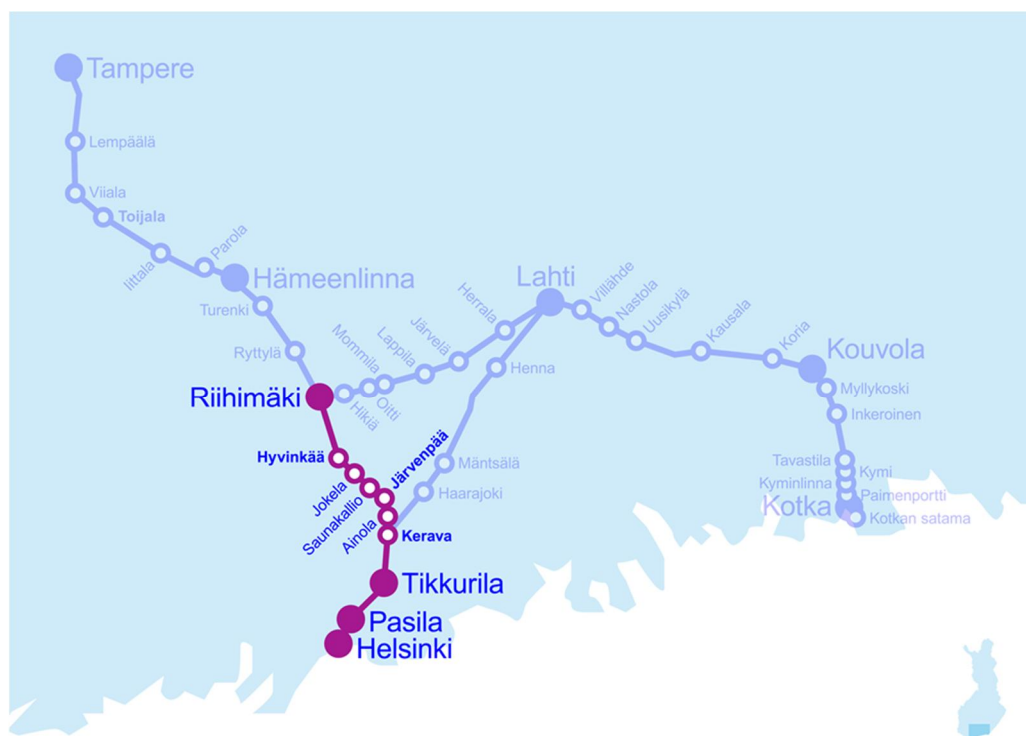 Tampere
Lempäälä
Viiala
Toijala
Iittala
Parola
Hämeenlinna
Turenki
Ryttylä
Riihimäki
Hikiä
Mommila
Oitti
Lappila
Järvelä
Herrala
Lahti
Henna
Mäntsälä
Haarajoki
Villähde
Nastola
Uusikylä
Kausala
Koria
Kouvola
Myllykoski
Inkeroinen
Tavastila
Kymi
Kyminlinna
Paimenportti
Kotka
Kotkan satama
Hyvinkää
Jokela
Saunakallio
Järvenpää
Ainola
Kerava
Tikkurila
Pasila
Helsinki